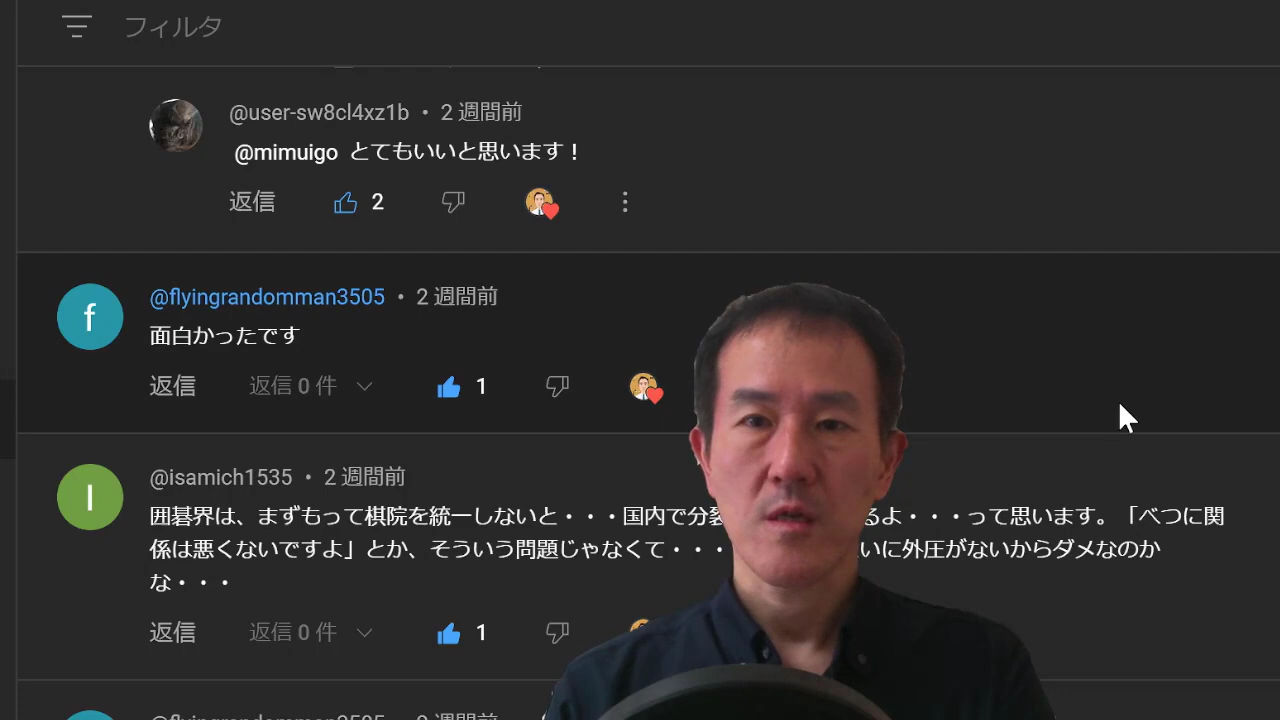 フィルタ
@user-sw8cl4xz1b • 2 週間前
@mimuigo とてもいいと思います！
返信 2
@flyingrandomman3505 • 2 週間前
面白かったです
返信 返信 0 件 1
@isamich1535 • 2 週間前
囲碁界は、まずもって棋院を統一しないと・・・国内で分裂 るよ・・・って思います。「べつに関
係は悪くないですよ」とか、そういう問題じゃなくて・・・ いに外圧がないからダメなのか
な・・・
返信 返信 0 件 1
f
I